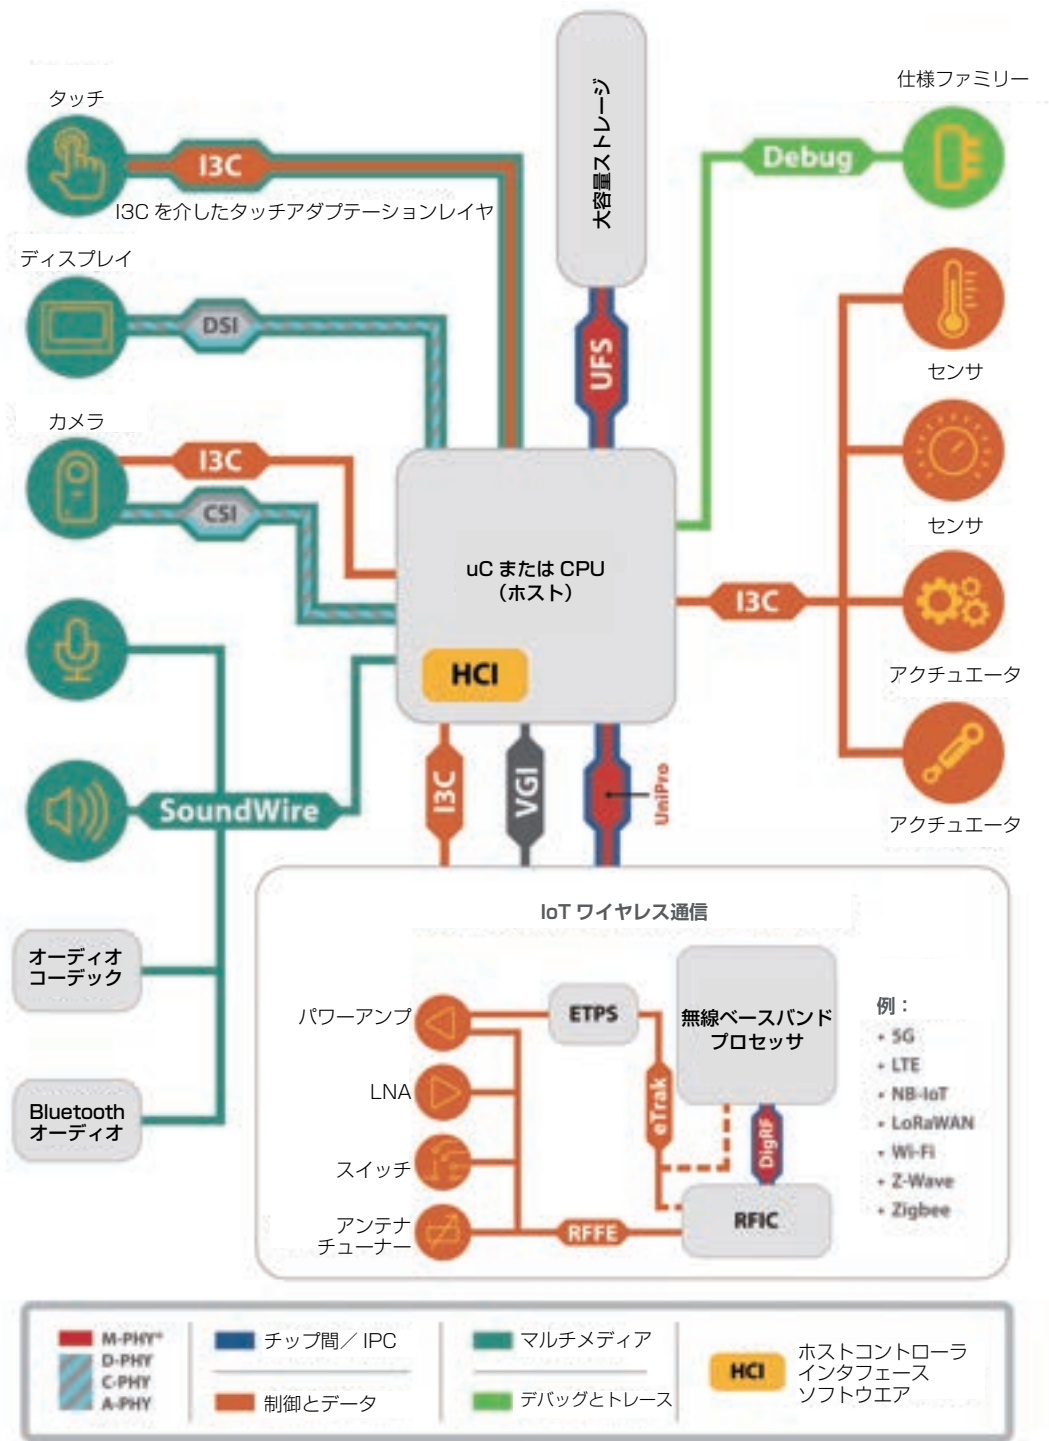 大容量ストレージ
仕様ファミリー
タッチ
I3C
Debug
I3C を介したタッチアダプテーションレイヤ
ディスプレイ
DSI
UFS
センサ
カメラ
I3C
CSI
センサ
uC または CPU
（ホスト）
I3C
HCI
アクチュエータ
I3C
VGI
UniPro
SoundWire
アクチュエータ
IoT ワイヤレス通信
オーディオ
コーデック
パワーアンプ
ETPS
無線ベースバンド
プロセッサ
例：
• 5G
• LTE
• NB-IoT
• LoRaWAN
• Wi-Fi
• Z-Wave
• Zigbee
LNA
eTrak
DigRF
Bluetooth
オーディオ
スイッチ
アンテナ
チューナー
RFFE
RFIC
M-PHY®
D-PHY
C-PHY
A-PHY
チップ間／ IPC
制御とデータ
マルチメディア
デバッグとトレース
HCI
ホストコントローラ
インタフェース
ソフトウエア